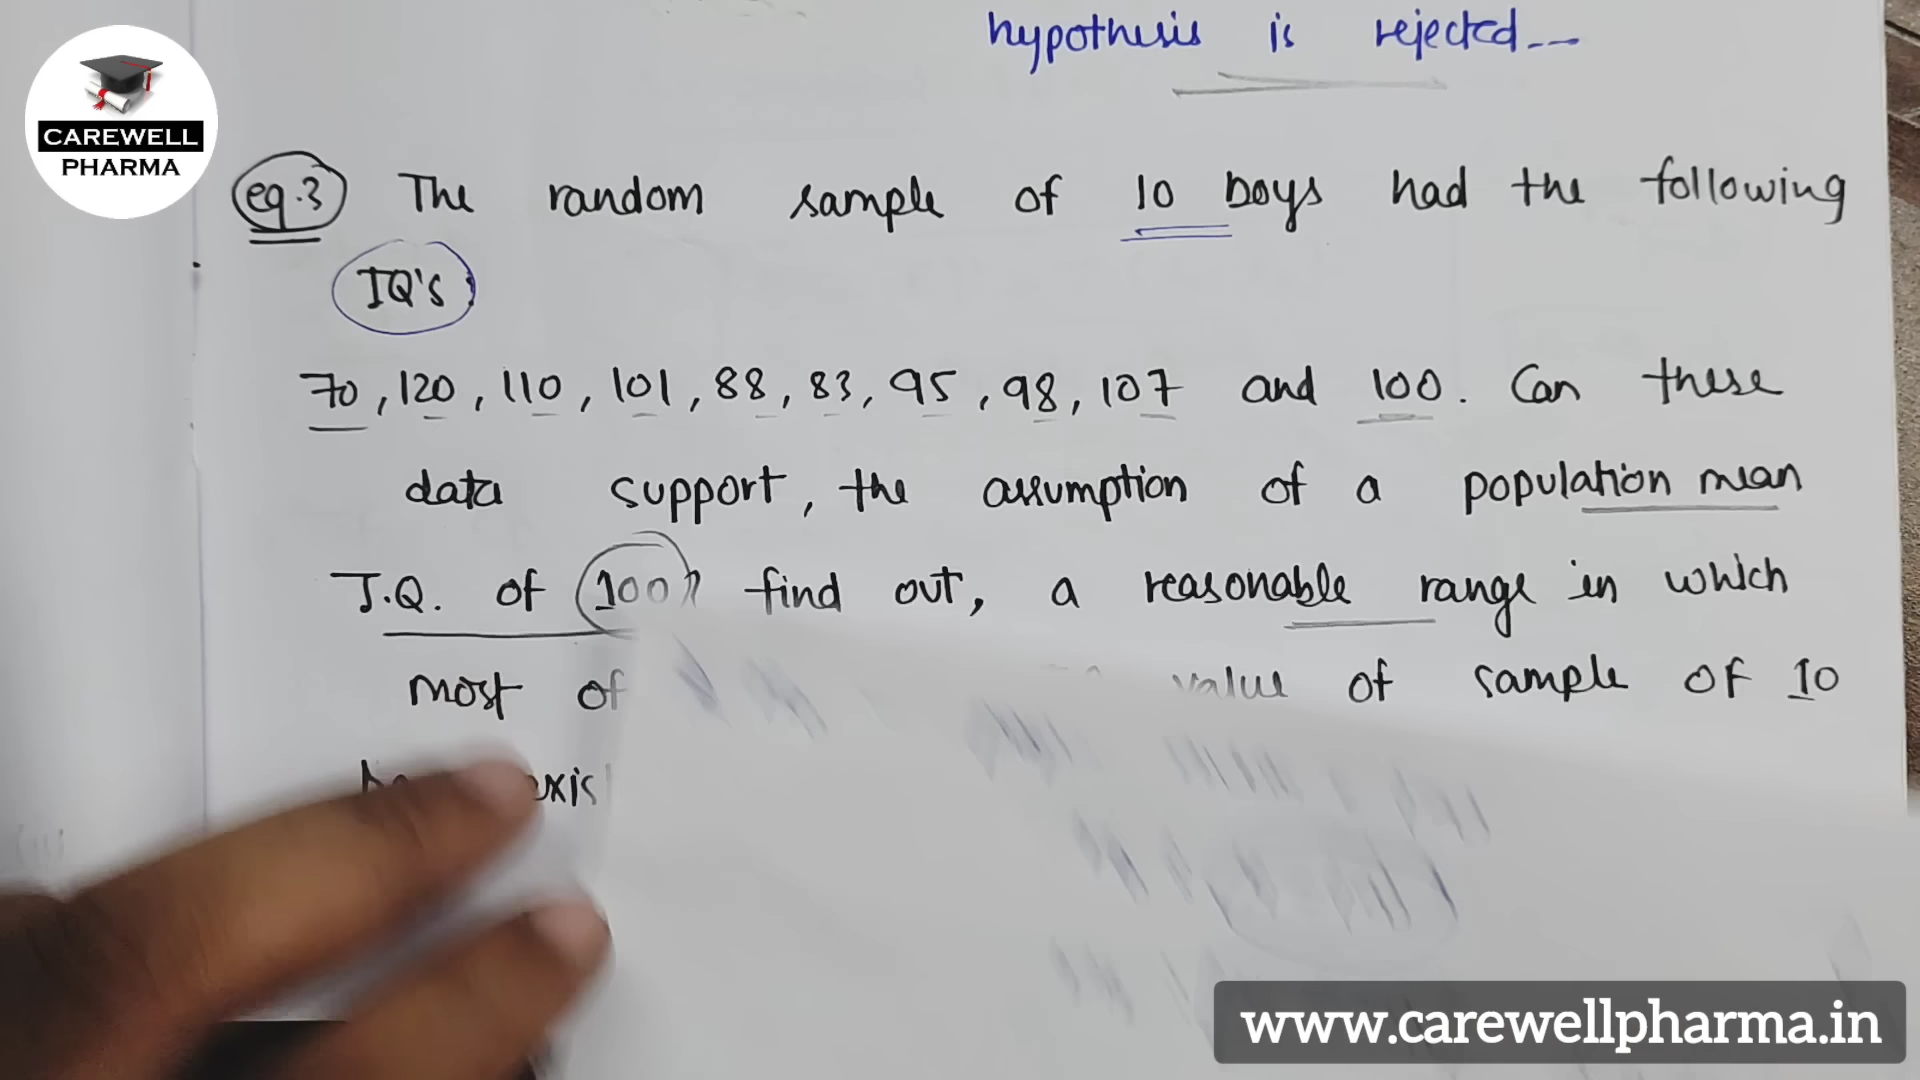 hypothesis is rejected--
CAREWELL
PHARMA
eg.3 The random sample of 10 boys had the following
IQ's
70, 120, 110, 101, 88, 83, 95, 98, 107 and 100. Can these
data support, the assumption of a population mean
I.Q. of 100? find out, a reasonable range in which
most of value of sample of 10
www.carewellpharma.in